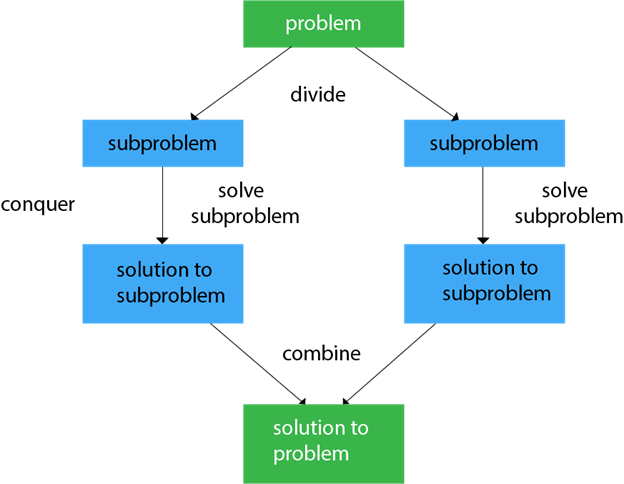 problem
divide
subproblem
subproblem
conquer
solve
subproblem
solve
subproblem
solution to
subproblem
solution to
subproblem
combine
solution to
problem